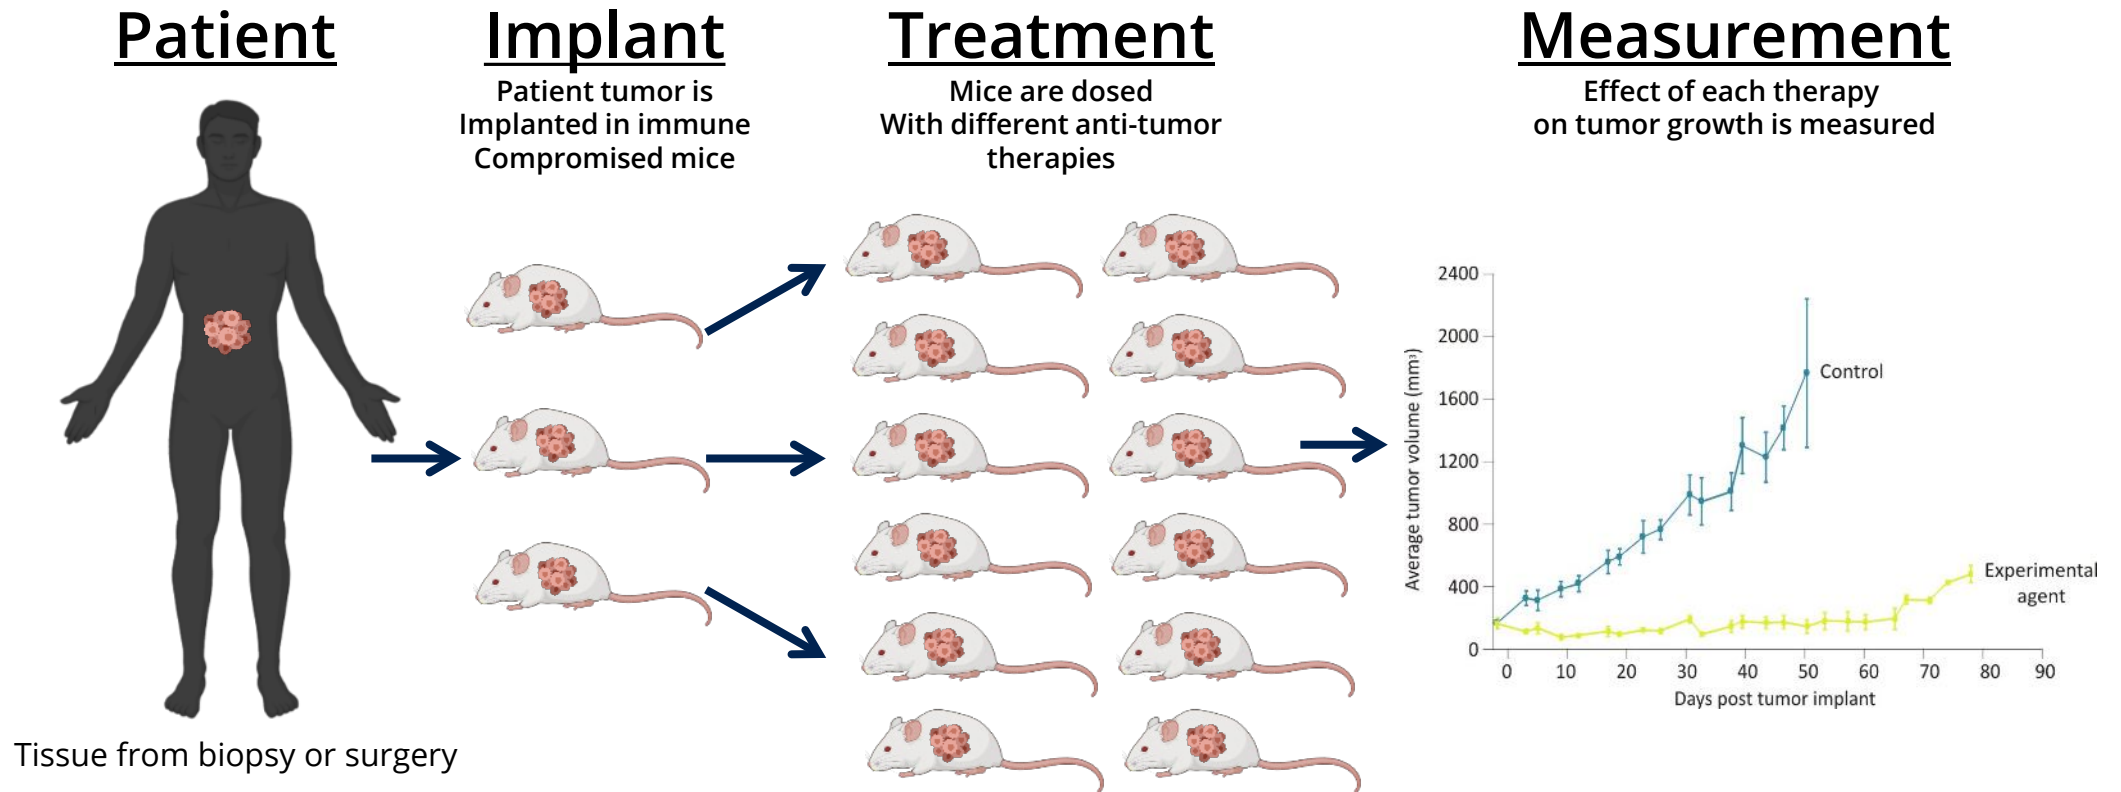 Patient
Implant
Patient tumor is
Implanted in immune
Compromised mice
Treatment
Mice are dosed
With different anti-tumor
therapies
Measurement
Effect of each therapy
on tumor growth is measured
Tissue from biopsy or surgery
Average tumor volume (mm³)
2400
2000
1600
1200
800
400
0
Control
Experimental
agent
0 10 20 30 40 50 60 70 80 90
Days post tumor implant